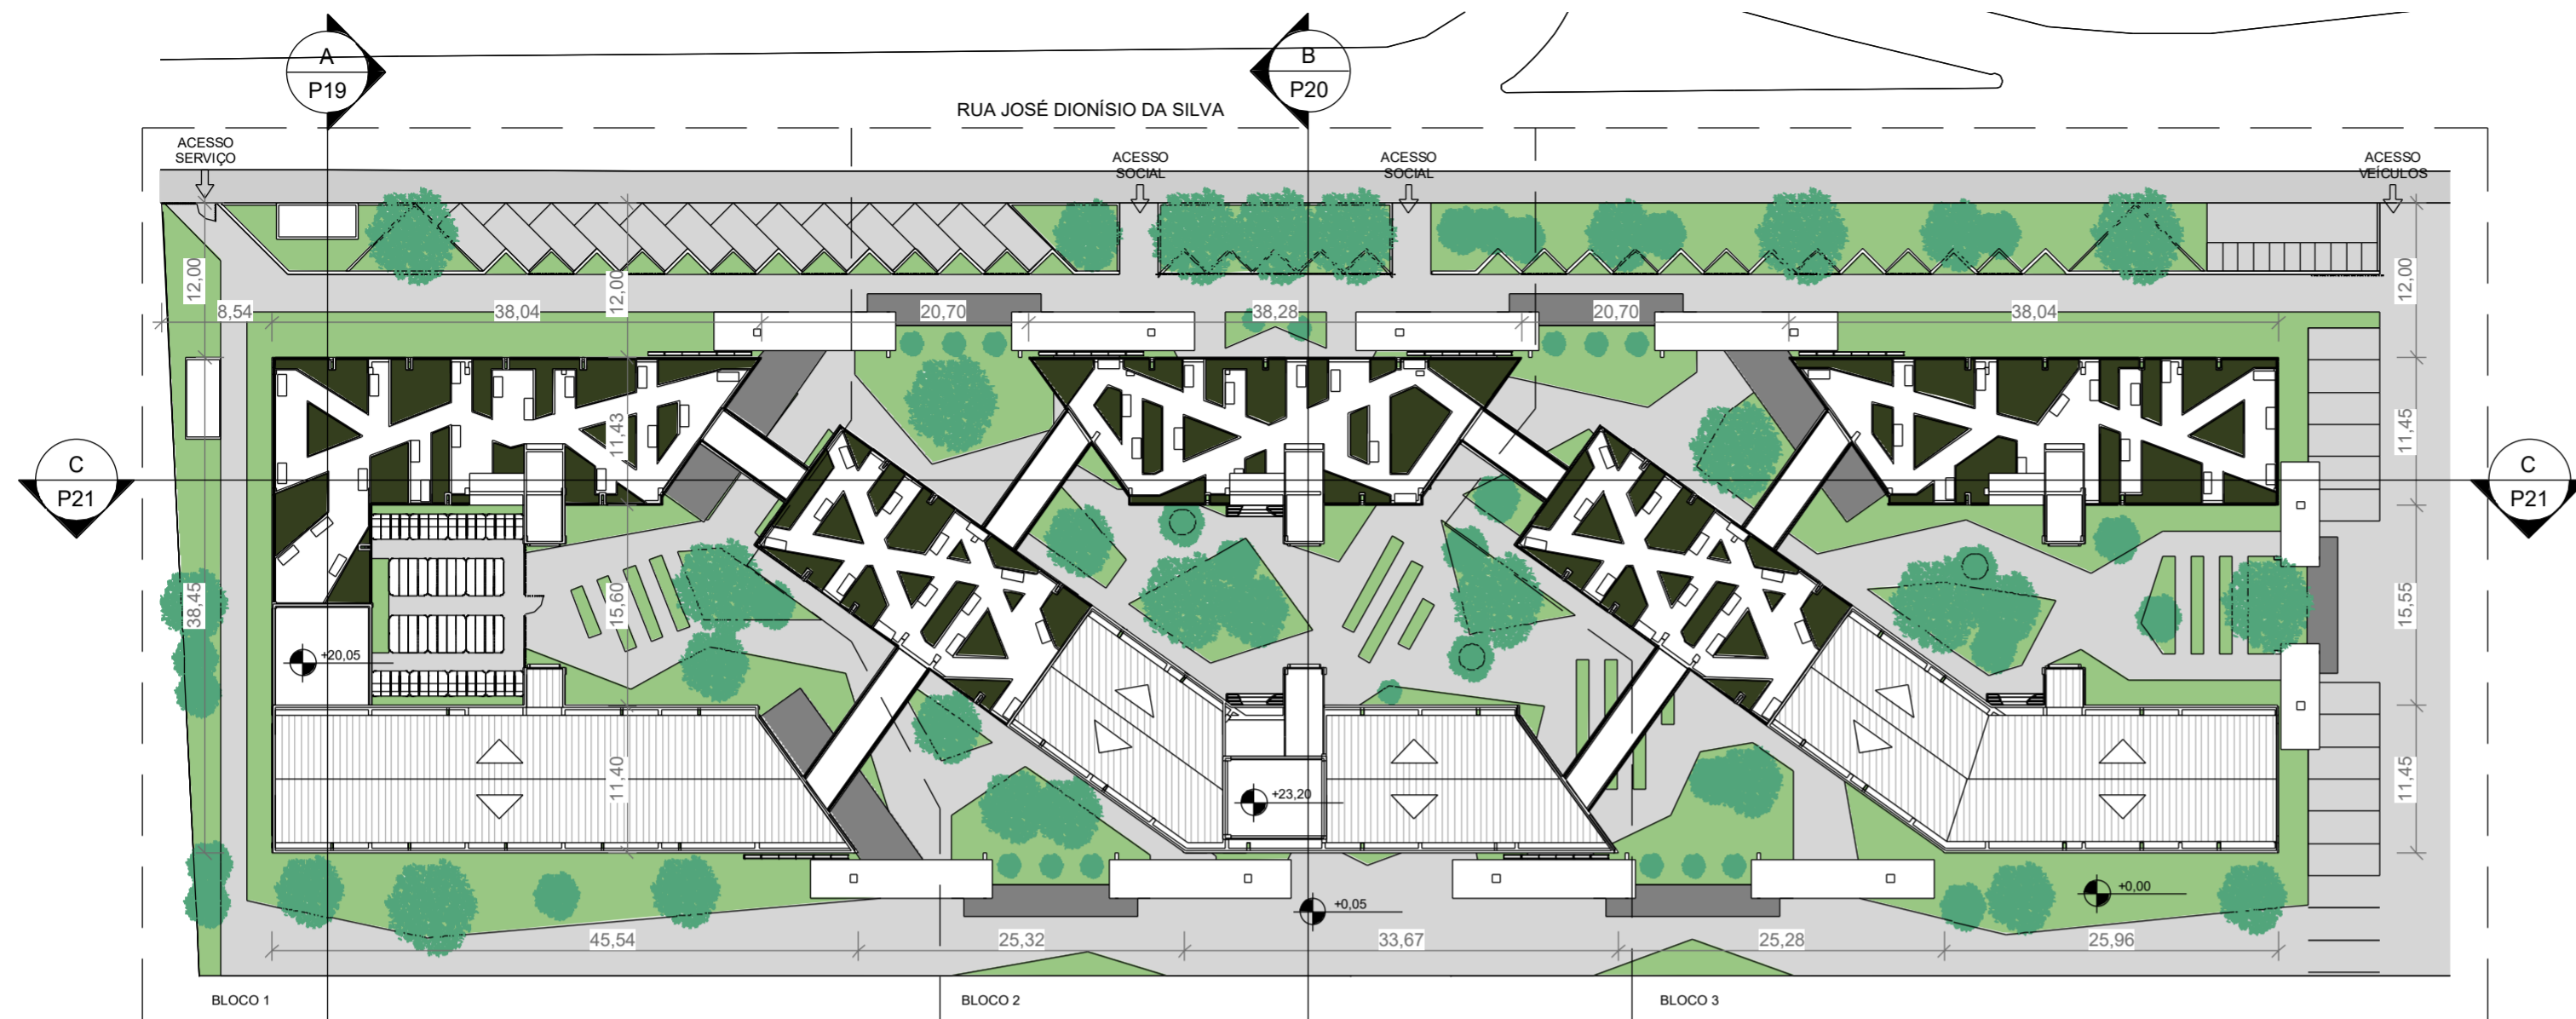 A
P19
B
P20
RUA JOSÉ DIONÍSIO DA SILVA
ACESSO
SERVIÇO
ACESSO
SOCIAL
ACESSO
SOCIAL
ACESSO
VEÍCULOS
12,00
12,00
12,00
8,54
38,04
20,70
38,28
20,70
38,04
11,43
11,45
C
P21
C
P21
38,45
15,60
15,55
+20,05
11,40
+23,20
11,45
+0,00
+0,05
45,54
25,32
33,67
25,28
25,96
BLOCO 1
BLOCO 2
BLOCO 3